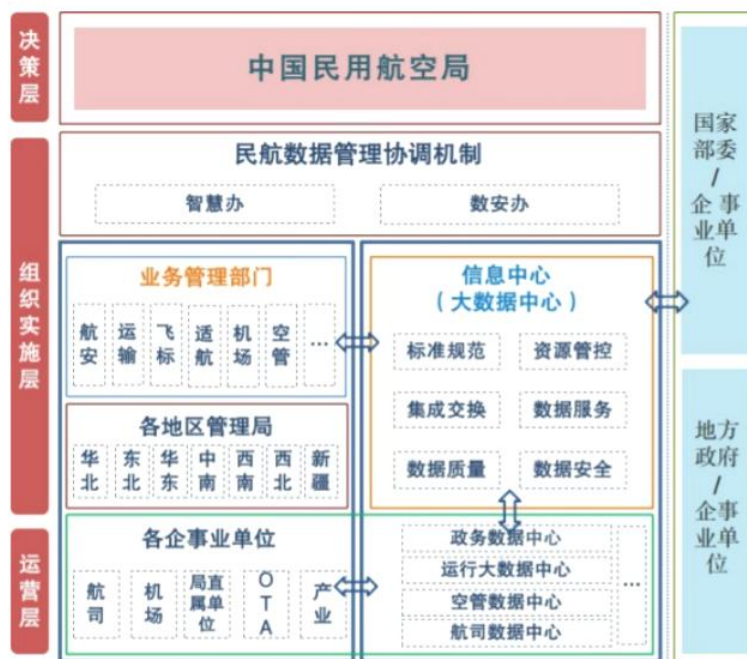 决策层
中国民用航空局
组织实施层
民航数据管理协调机制
智慧办
数安办
业务管理部门
航安
运输
飞标
适航
机场
空管
…
各地区管理局
华北
东北
华东
中南
西南
西北
新疆
信息中心
(大数据中心)
标准规范
资源管控
集成交换
数据服务
数据质量
数据安全
运营层
各企事业单位
航司
机场
局直属单位
OTA
产业
政务数据中心
运行大数据中心
空管数据中心
航司数据中心
…
国家
部委
/
企事
业单
位
地方
政府
/
企事
业单
位